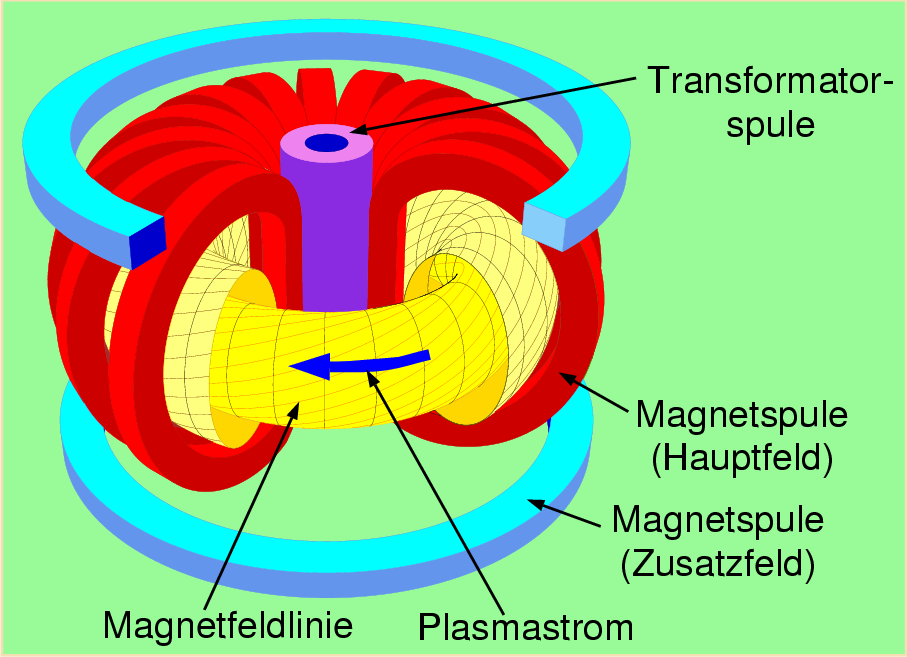 Transformator-
spule
Magnetspule
(Hauptfeld)
Magnetspule
(Zusatzfeld)
Magnetfeldlinie
Plasmastrom